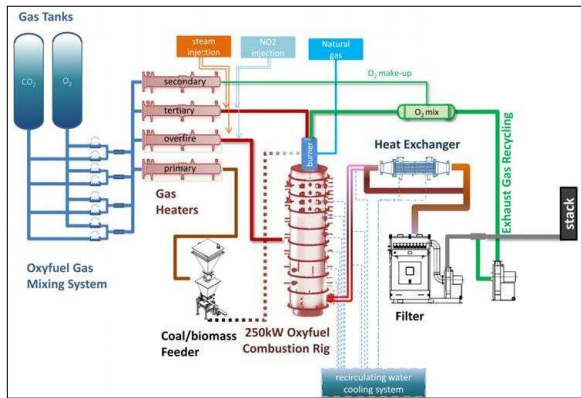 Gas Tanks
CO2
O2
steam
injection
NO2
injection
Natural
gas
secondary
tertiary
overfire
primary
O2 make-up
O2 mix
burner
Heat Exchanger
Exhaust Gas Recycling
stack
Gas
Heaters
Oxyfuel Gas
Mixing System
Coal/biomass
Feeder
250kW Oxyfuel
Combustion Rig
Filter
recirculating water
cooling system